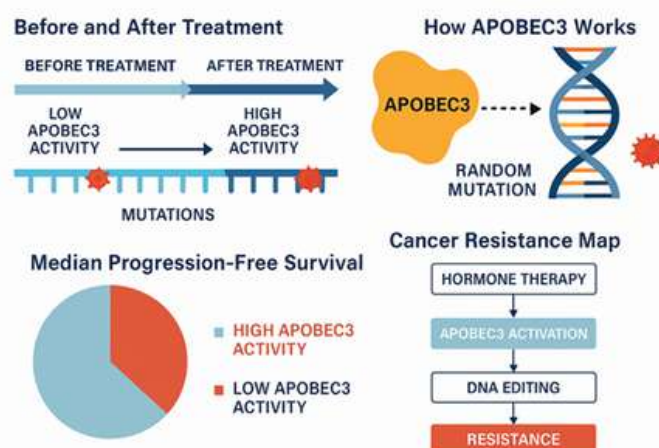 Before and After Treatment
BEFORE TREATMENT
AFTER TREATMENT
LOW
APOBEC3
ACTIVITY
HIGH
APOBEC3
ACTIVITY
MUTATIONS
How APOBEC3 Works
APOBEC3
RANDOM
MUTATION
Median Progression-Free Survival
HIGH APOBEC3
ACTIVITY
LOW APOBEC3
ACTIVITY
Cancer Resistance Map
HORMONE THERAPY
APOBEC3 ACTIVATION
DNA EDITING
RESISTANCE